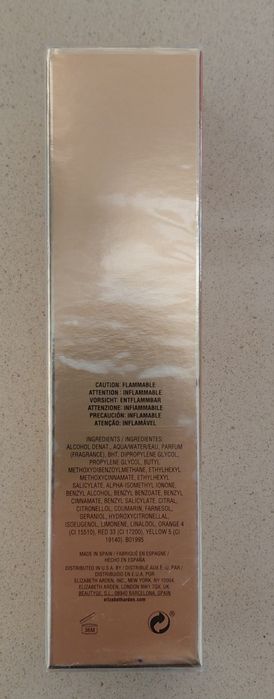 CAUTION: FLAMMABLE
ATTENTION: INFLAMMABLE
VORSICHT: ENTFLAMMBAR
ATTENZIONE: INFIAMMABILE
PRECAUCIÓN: INFLAMABLE
ATENÇÃO: INFLAMÁVEL
INGREDIENTS / INGRÉDIENTES:
ALCOHOL DENAT., AQUA/WATER/EAU, PARFUM
(FRAGRANCE), BHT, DIPROPYLENE GLYCOL,
PROPYLENE GLYCOL, BUTYL
METHOXYDIBENZOYLMETHANE, ETHYLHEXYL
METHOXYCINNAMATE, ETHYLHEXYL
SALICYLATE, ALPHA-ISOMETHYL IONONE,
BENZYL ALCOHOL, BENZYL BENZOATE, BENZYL
CINNAMATE, BENZYL SALICYLATE, CITRAL,
CITRONELLOL, COUMARIN, FARNESOL,
GERANIOL, HYDROXYCITRONELLAL,
ISOEUGENOL, LIMONENE, LINALOOL, ORANGE 4
(CI 15510), RED 33 (CI 17200), YELLOW 5 (CI
19140). B01995
MADE IN SPAIN / FABRIQUÉ EN ESPAGNE /
HECHO EN ESPAÑA
DISTRIBUTED IN U.S.A. BY / DISTRIBUÉ AUX É.U. PAR /
DISTRIBUIDO EN E.U.A. POR
ELIZABETH ARDEN, INC. NEW YORK, NY 10004
ELIZABETH ARDEN, LONDON NW1 7GX, UK
BEAUTYGE, S.L., 08940 BARCELONA, SPAIN
elizabetharden.com
36M